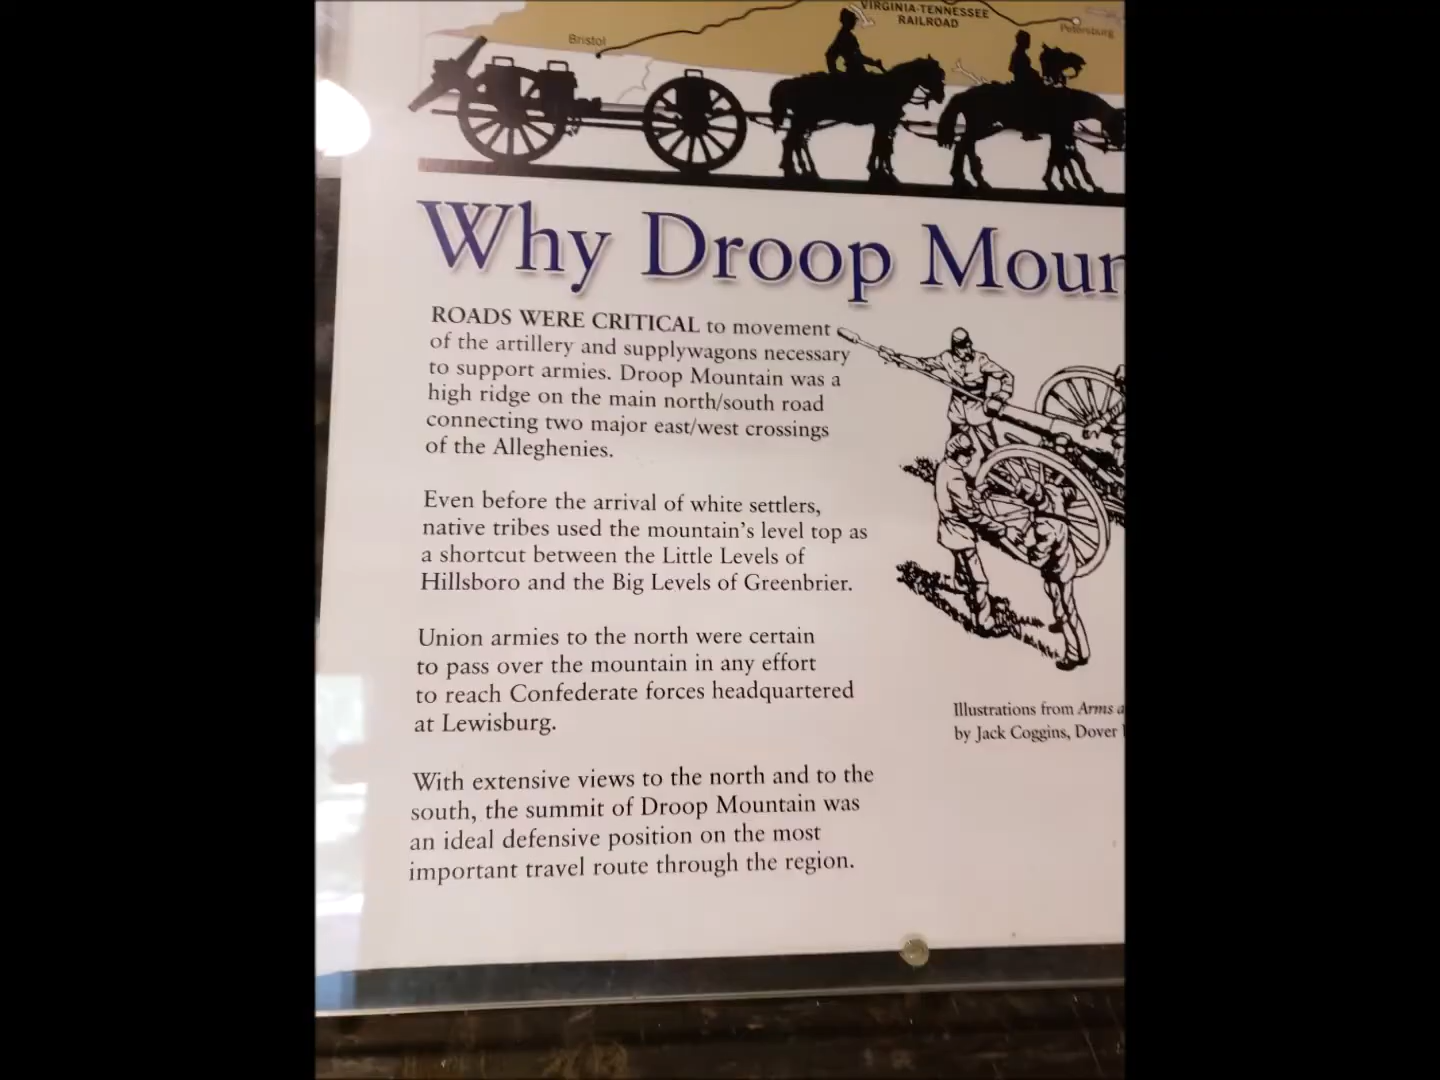 VIRGINIA-TENNESSEE
RAILROAD
Bristol
Petersburg
Why Droop Moun
ROADS WERE CRITICAL to movement
of the artillery and supplywagons necessary
to support armies. Droop Mountain was a
high ridge on the main north/south road
connecting two major east/west crossings
of the Alleghenies.
Even before the arrival of white settlers,
native tribes used the mountain's level top as
a shortcut between the Little Levels of
Hillsboro and the Big Levels of Greenbrier.
Union armies to the north were certain
to pass over the mountain in any effort
to reach Confederate forces headquartered
at Lewisburg.
With extensive views to the north and to the
south, the summit of Droop Mountain was
an ideal defensive position on the most
important travel route through the region.
Illustrations from Arms a
by Jack Coggins, Dover